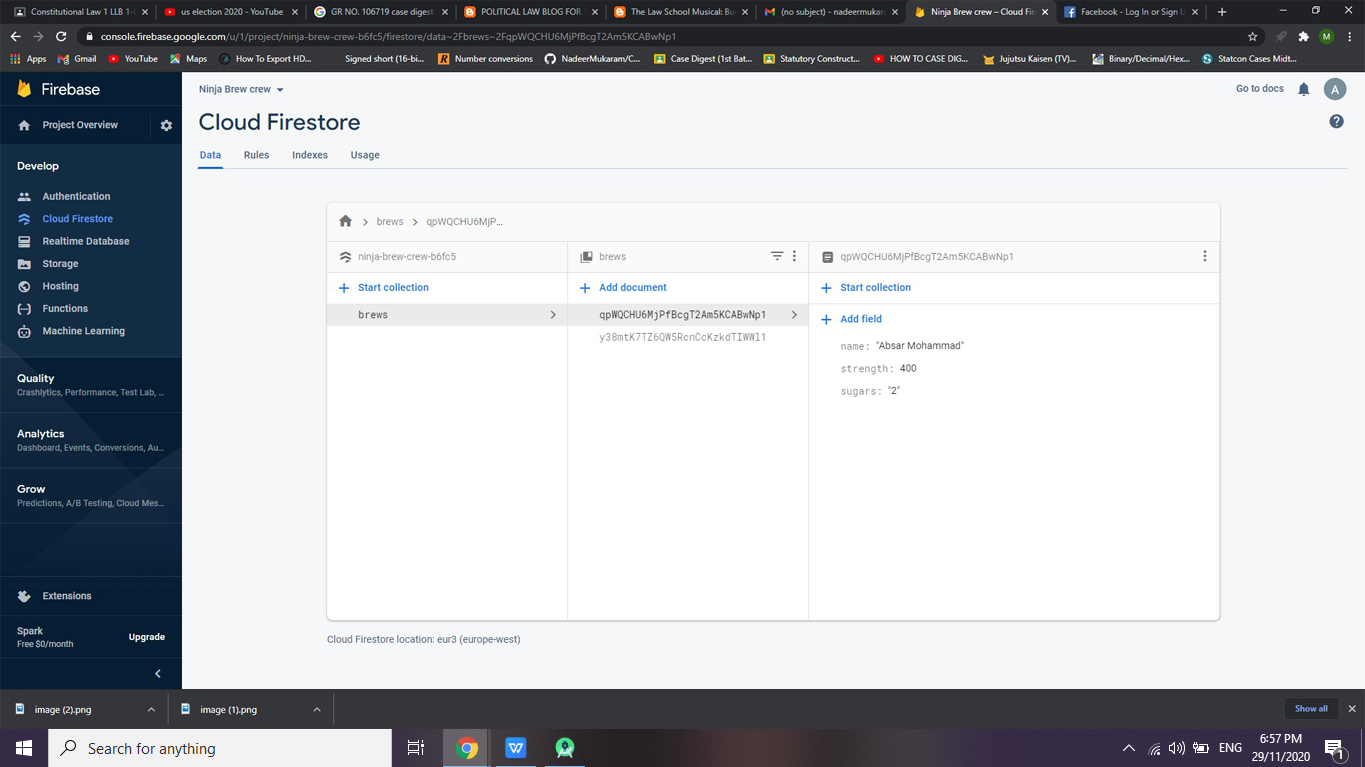 Constitutional Law 1 LLB 1-
us election 2020 - YouTube
GR NO. 106719 case digest
POLITICAL LAW BLOG FOR
The Law School Musical: Bu
(no subject) - nadeermukar
Ninja Brew crew – Cloud Fir
Facebook - Log In or Sign U
console.firebase.google.com/u/1/project/ninja-brew-crew-b6fc5/firestore/data~2Fbrews~2FqpWQCHU6MjPfBcgT2Am5KCABwNp1
M
Apps
Gmail
YouTube
Maps
How To Export HD...
Signed short (16-bi...
Number conversions
NadeerMukaram/C...
Case Digest (1st Bat...
Statutory Construct...
HOW TO CASE DIG...
Jujutsu Kaisen (TV)...
Binary/Decimal/Hex...
Statcon Cases Midt...
Firebase
Ninja Brew crew
Go to docs
A
Project Overview
Cloud Firestore
Data
Rules
Indexes
Usage
Develop
Authentication
Cloud Firestore
Realtime Database
Storage
Hosting
Functions
Machine Learning
Quality
Crashlytics, Performance, Test Lab, ...
Analytics
Dashboard, Events, Conversions, Au...
Grow
Predictions, A/B Testing, Cloud Mes...
Extensions
Spark
Free $0/month
Upgrade
brews
qpWQCHU6MjP...
ninja-brew-crew-b6fc5
brews
qpWQCHU6MjPfBcgT2Am5KCABwNp1
Start collection
Add document
Start collection
brews
qpWQCHU6MjPfBcgT2Am5KCABwNp1
y38mtK7TZ6QW5RcnCcKzkdTIWWl1
Add field
name: "Absar Mohammad"
strength: 400
sugars: "2"
Cloud Firestore location: eur3 (europe-west)
image (2).png
image (1).png
Show all
Search for anything
ENG
6:57 PM
29/11/2020
1